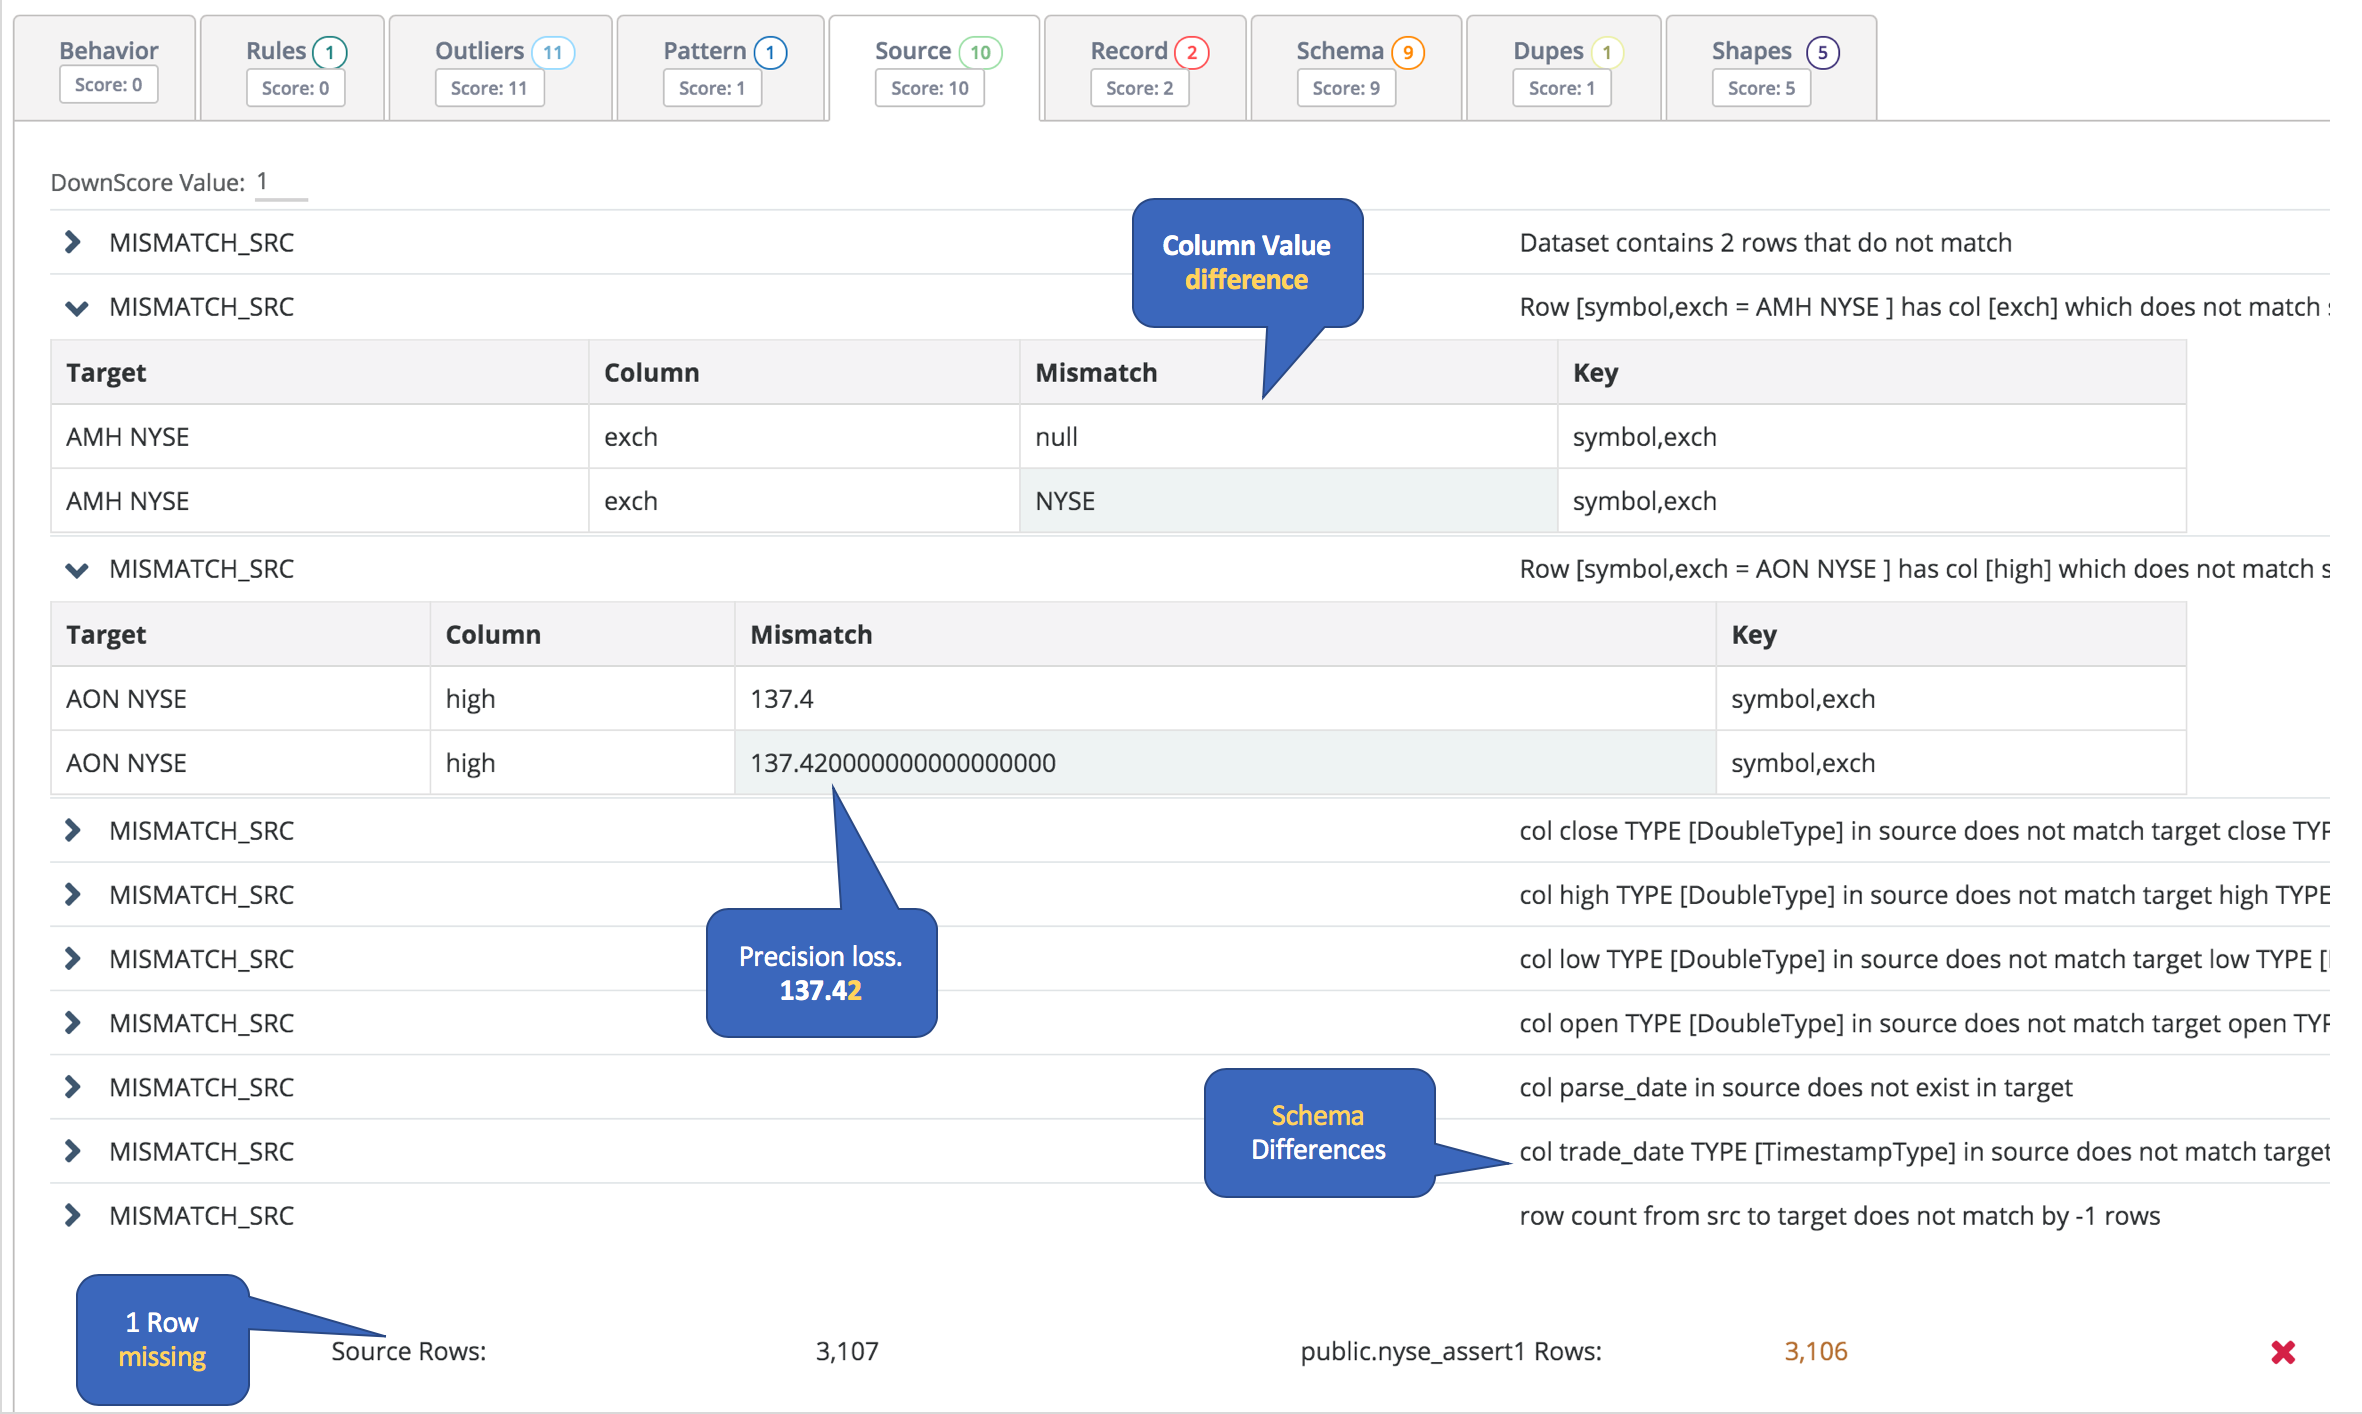 Behavior
Score: 0
Rules 1
Score: 0
Outliers 11
Score: 11
Pattern 1
Score: 1
Source 10
Score: 10
Record 2
Score: 2
Schema 9
Score: 9
Dupes 1
Score: 1
Shapes 5
Score: 5
DownScore Value: 1
MISMATCH_SRC Dataset contains 2 rows that do not match
Column Value
difference
MISMATCH_SRC Row [symbol,exch = AMH NYSE ] has col [exch] which does not match
Target Column Mismatch Key
AMH NYSE exch null symbol,exch
AMH NYSE exch NYSE symbol,exch
MISMATCH_SRC Row [symbol,exch = AON NYSE ] has col [high] which does not match s
Target Column Mismatch Key
AON NYSE high 137.4 symbol,exch
AON NYSE high 137.420000000000000000 symbol,exch
MISMATCH_SRC col close TYPE [DoubleType] in source does not match target close TYP
MISMATCH_SRC col high TYPE [DoubleType] in source does not match target high TYPE
Precision loss.
137.42
MISMATCH_SRC col low TYPE [DoubleType] in source does not match target low TYPE [
MISMATCH_SRC col open TYPE [DoubleType] in source does not match target open TYP
MISMATCH_SRC col parse_date in source does not exist in target
Schema
Differences
MISMATCH_SRC col trade_date TYPE [TimestampType] in source does not match target
MISMATCH_SRC row count from src to target does not match by -1 rows
1 Row
missing
Source Rows: 3,107 public.nyse_assert1 Rows: 3,106